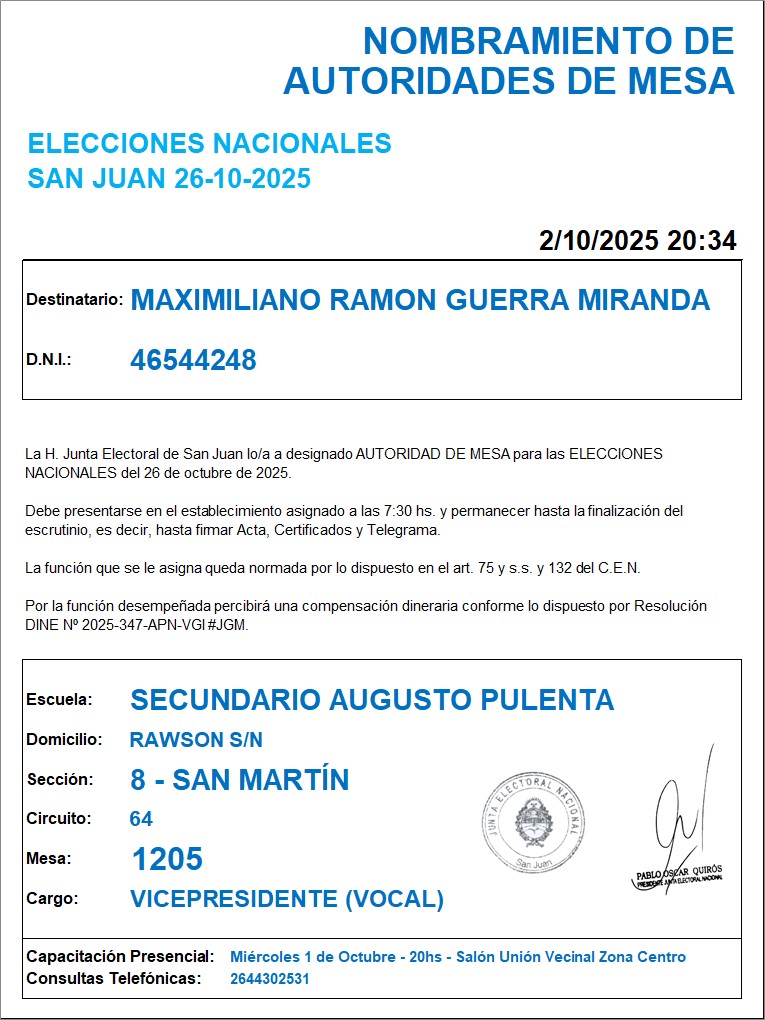 NOMBRAMIENTO DE
AUTORIDADES DE MESA
ELECCIONES NACIONALES
SAN JUAN 26-10-2025
2/10/2025 20:34
Destinatario: MAXIMILIANO RAMON GUERRA MIRANDA
D.N.I.: 46544248
La H. Junta Electoral de San Juan lo/a a designado AUTORIDAD DE MESA para las ELECCIONES
NACIONALES del 26 de octubre de 2025.
Debe presentarse en el establecimiento asignado a las 7:30 hs. y permanecer hasta la finalización del
escrutinio, es decir, hasta firmar Acta, Certificados y Telegrama.
La función que se le asigna queda normada por lo dispuesto en el art. 75 y s.s. y 132 del C.E.N.
Por la función desempeñada percibirá una compensación dineraria conforme lo dispuesto por Resolución
DINE Nº 2025-347-APN-VGI#JGM.
Escuela: SECUNDARIO AUGUSTO PULENTA
Domicilio: RAWSON S/N
Sección: 8 - SAN MARTÍN
Circuito: 64
Mesa: 1205
Cargo: VICEPRESIDENTE (VOCAL)
JUNTA ELECTORAL NACIONAL
San Juan
PABLO OSCAR QUIRÓS
PRESIDENTE JUNTA ELECTORAL NACIONAL
Capacitación Presencial: Miércoles 1 de Octubre - 20hs - Salón Unión Vecinal Zona Centro
Consultas Telefónicas: 2644302531